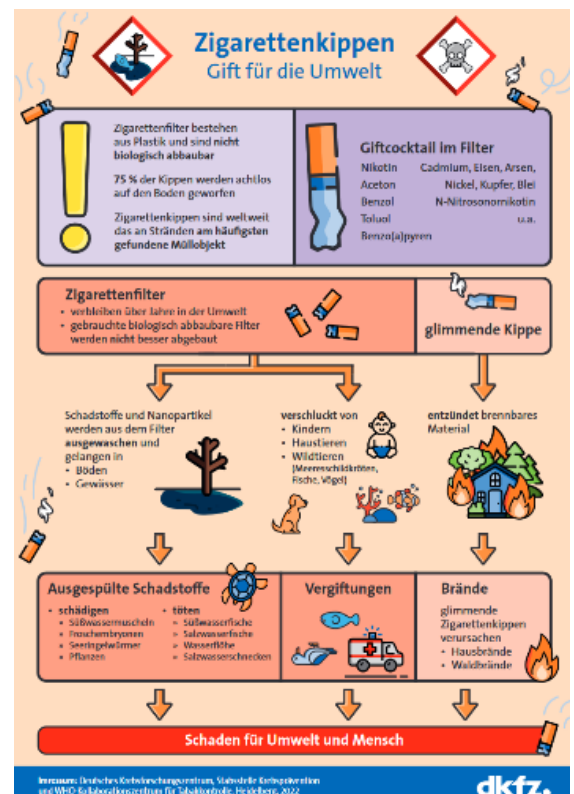 Zigarettenkippen
Gift für die Umwelt
Zigarettenfilter bestehen
aus Plastik und sind nicht
biologisch abbaubar
75 % der Kippen werden achtlos
auf den Boden geworfen
Zigarettenkippen sind weltweit
das an Stränden am häufigsten
gefundene Müllobjekt
Giftcocktail im Filter
Nikotin Cadmium, Eisen, Arsen,
Aceton Nickel, Kupfer, Blei
Benzol N-Nitrosonornikotin
Toluol u.a.
Benzo(a)pyren
Zigarettenfilter
• verbleiben über Jahre in der Umwelt
• gebrauchte biologisch abbaubare Filter
werden nicht besser abgebaut
glimmende Kippe
Schadstoffe und Nanopartikel
werden aus dem Filter
ausgewaschen und
gelangen in
• Böden
• Gewässer
verschluckt von
• Kindern
• Haustieren
• Wildtieren
(Meeresschildkröten,
Fische, Vögel)
entzündet brennbares
Material
Ausgespülte Schadstoffe
• schädigen
» Süßwassermuscheln
» Froschembryonen
» Seeringelwürmer
» Pflanzen
• töten
» Süßwasserfische
» Salzwasserfische
» Wasserflöhe
» Salzwasserschnecken
Vergiftungen
Brände
glimmende
Zigarettenkippen
verursachen
• Hausbrände
• Waldbrände
Schaden für Umwelt und Mensch
Impressum: Deutsches Krebsforschungszentrum, Stabsstelle Krebsprävention
und WHO-Kollaborationszentrum für Tabakkontrolle, Heidelberg, 2022
dkfz.